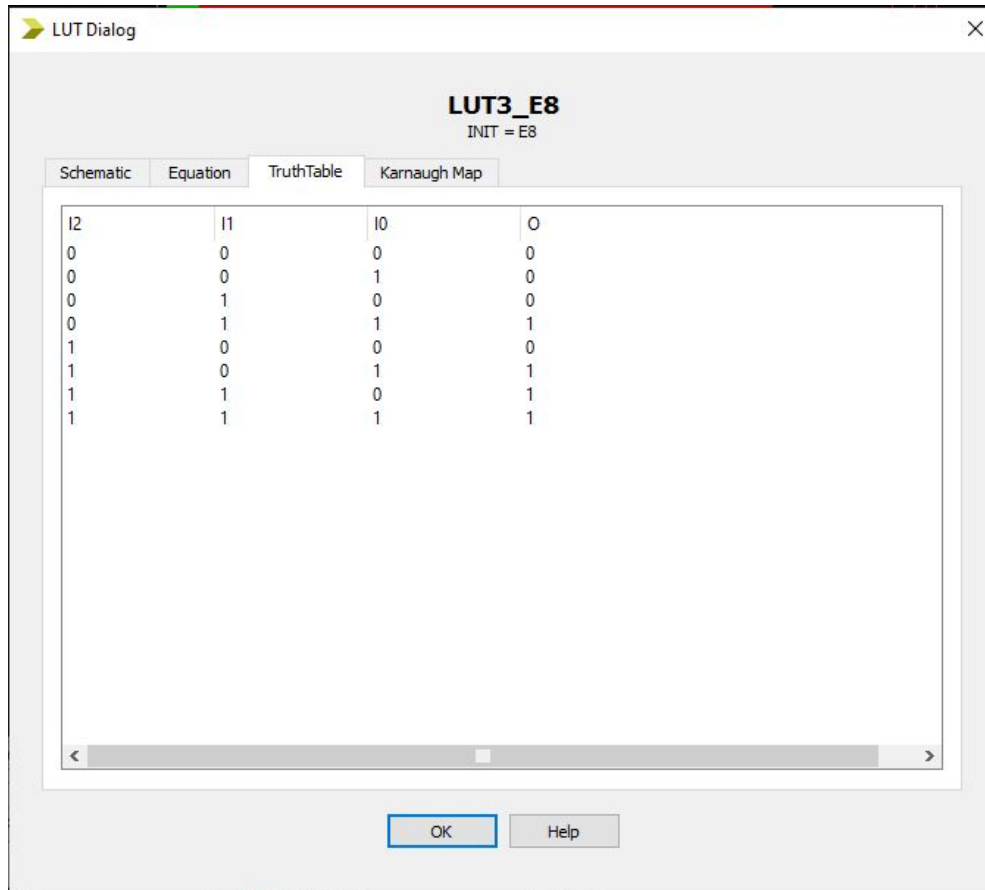 LUT Dialog
LUT3_E8
INIT = E8
Schematic Equation TruthTable Karnaugh Map
I2 I1 I0 O
0 0 0 0
0 0 1 0
0 1 0 0
0 1 1 1
1 0 0 0
1 0 1 1
1 1 0 1
1 1 1 1
OK Help